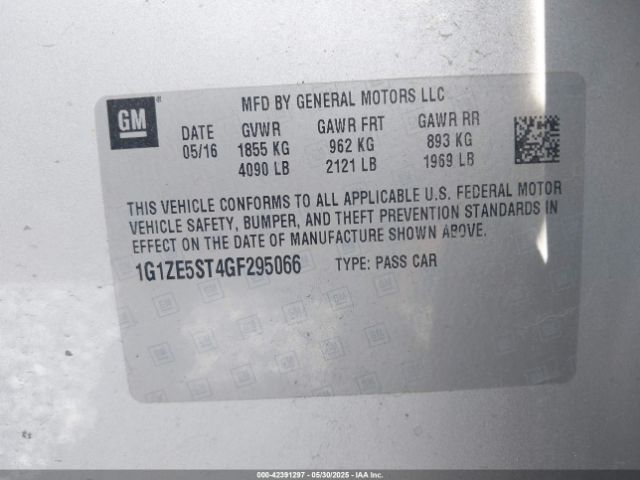 GM
MFD BY GENERAL MOTORS LLC
DATE GVWR GAWR FRT GAWR RR
05/16 1855 KG 962 KG 893 KG
4090 LB 2121 LB 1969 LB
THIS VEHICLE CONFORMS TO ALL APPLICABLE U.S. FEDERAL MOTOR
VEHICLE SAFETY, BUMPER, AND THEFT PREVENTION STANDARDS IN
EFFECT ON THE DATE OF MANUFACTURE SHOWN ABOVE.
1G1ZE5ST4GF295066 TYPE: PASS CAR
000-42391297 - 05/30/2025 - IAA Inc.